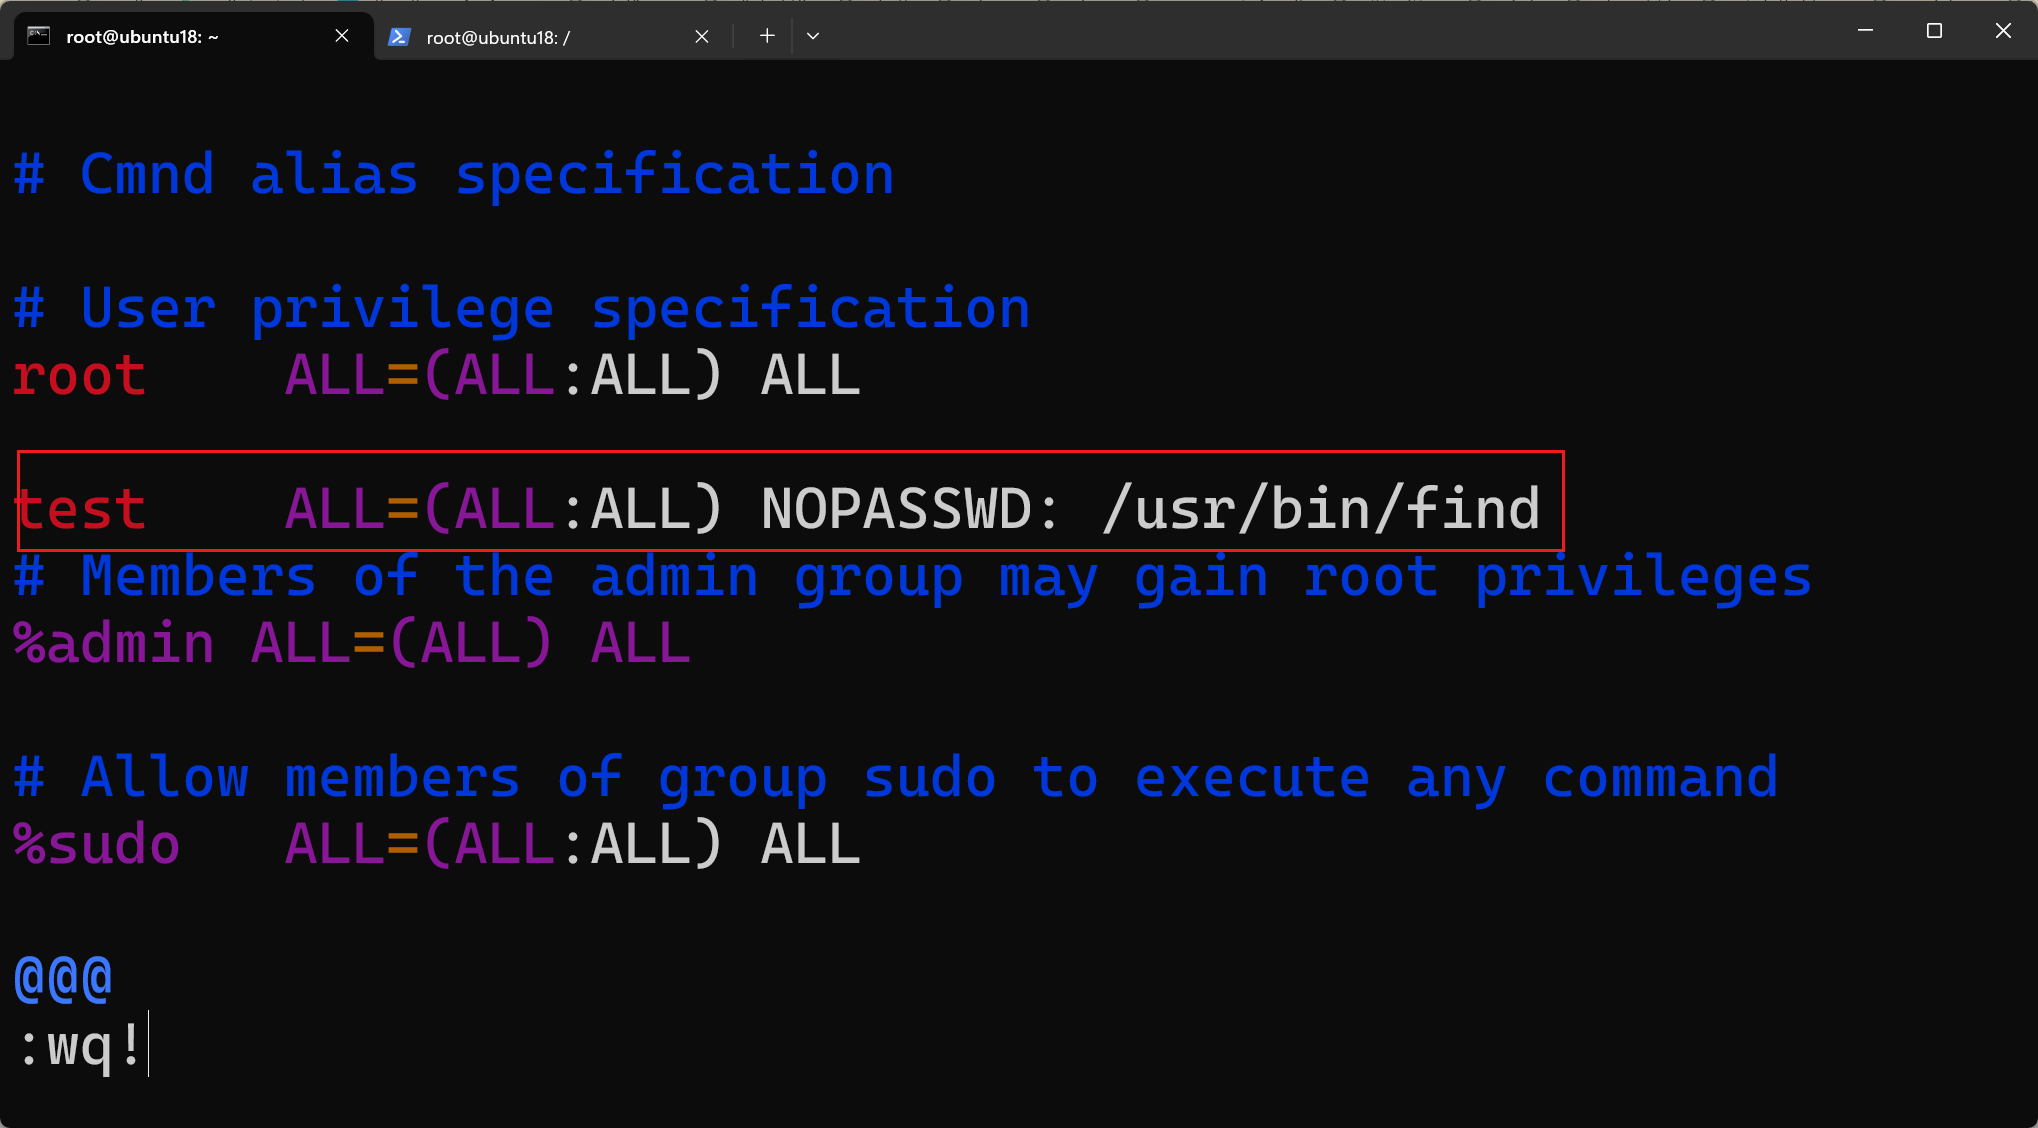 root@ubuntu18: ~
root@ubuntu18: /
# Cmnd alias specification
# User privilege specification
root    ALL=(ALL:ALL) ALL
test    ALL=(ALL:ALL) NOPASSWD: /usr/bin/find
# Members of the admin group may gain root privileges
%admin ALL=(ALL) ALL
# Allow members of group sudo to execute any command
%sudo   ALL=(ALL:ALL) ALL
@@@
:wq!